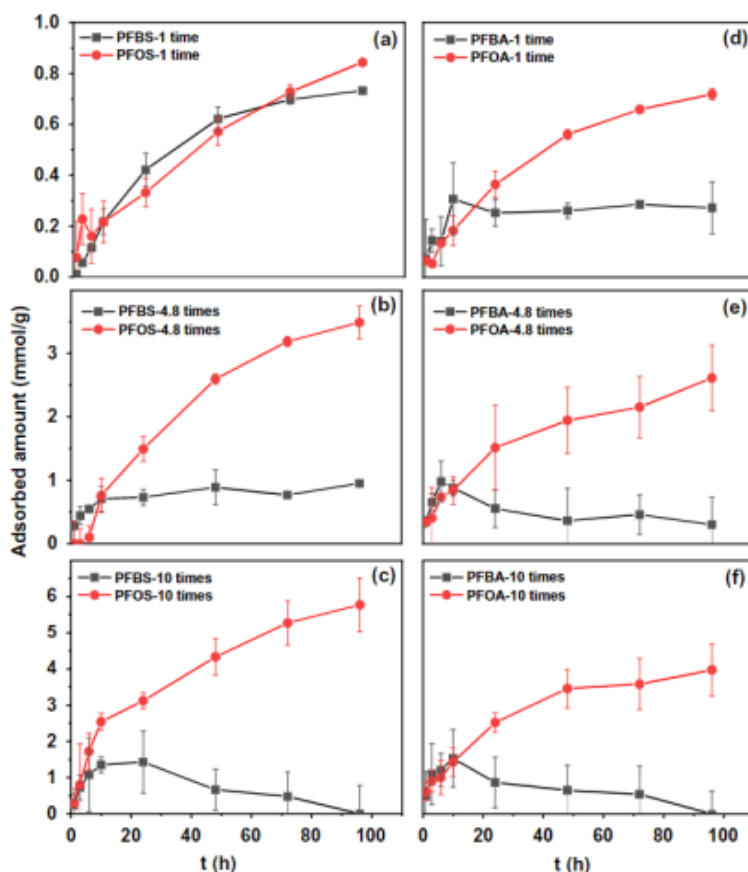 PFBS-1 time
PFOS-1 time
(a)
1.0
0.8
0.6
0.4
0.2
0.0
PFBA-1 time
PFOA-1 time
(d)
PFBS-4.8 times
PFOS-4.8 times
(b)
3
2
1
0
PFBA-4.8 times
PFOA-4.8 times
(e)
Adsorbed amount (mmol/g)
PFBS-10 times
PFOS-10 times
(c)
6
5
4
3
2
1
0
0 20 40 60 80 100
t (h)
PFBA-10 times
PFOA-10 times
(f)
0 20 40 60 80 100
t (h)